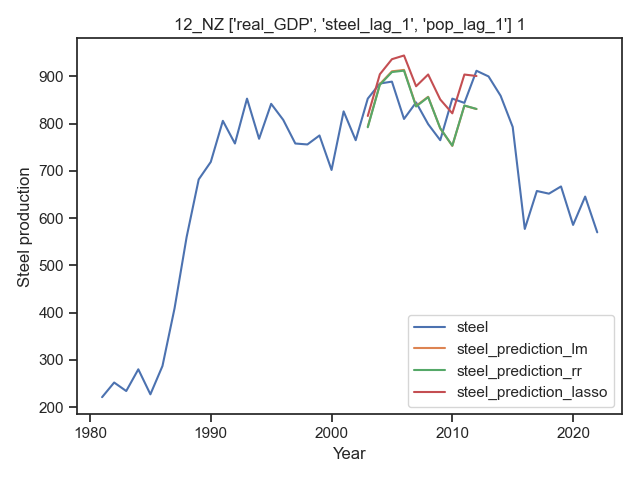 12_NZ ['real_GDP', 'steel_lag_1', 'pop_lag_1'] 1
900
800
700
600
500
400
300
200
Steel production
1980
1990
2000
2010
2020
Year
steel
steel_prediction_lm
steel_prediction_rr
steel_prediction_lasso